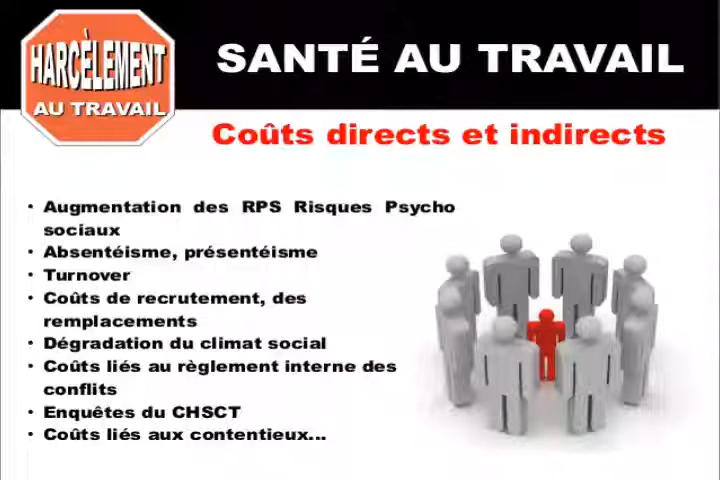 HARCÈLEMENT
AU TRAVAIL
SANTÉ AU TRAVAIL
Coûts directs et indirects
• Augmentation des RPS Risques Psycho
sociaux
• Absentéisme, présentéisme
• Turnover
• Coûts de recrutement, des
remplacements
• Dégradation du climat social
• Coûts liés au règlement interne des
conflits
• Enquêtes du CHSCT
• Coûts liés aux contentieux...